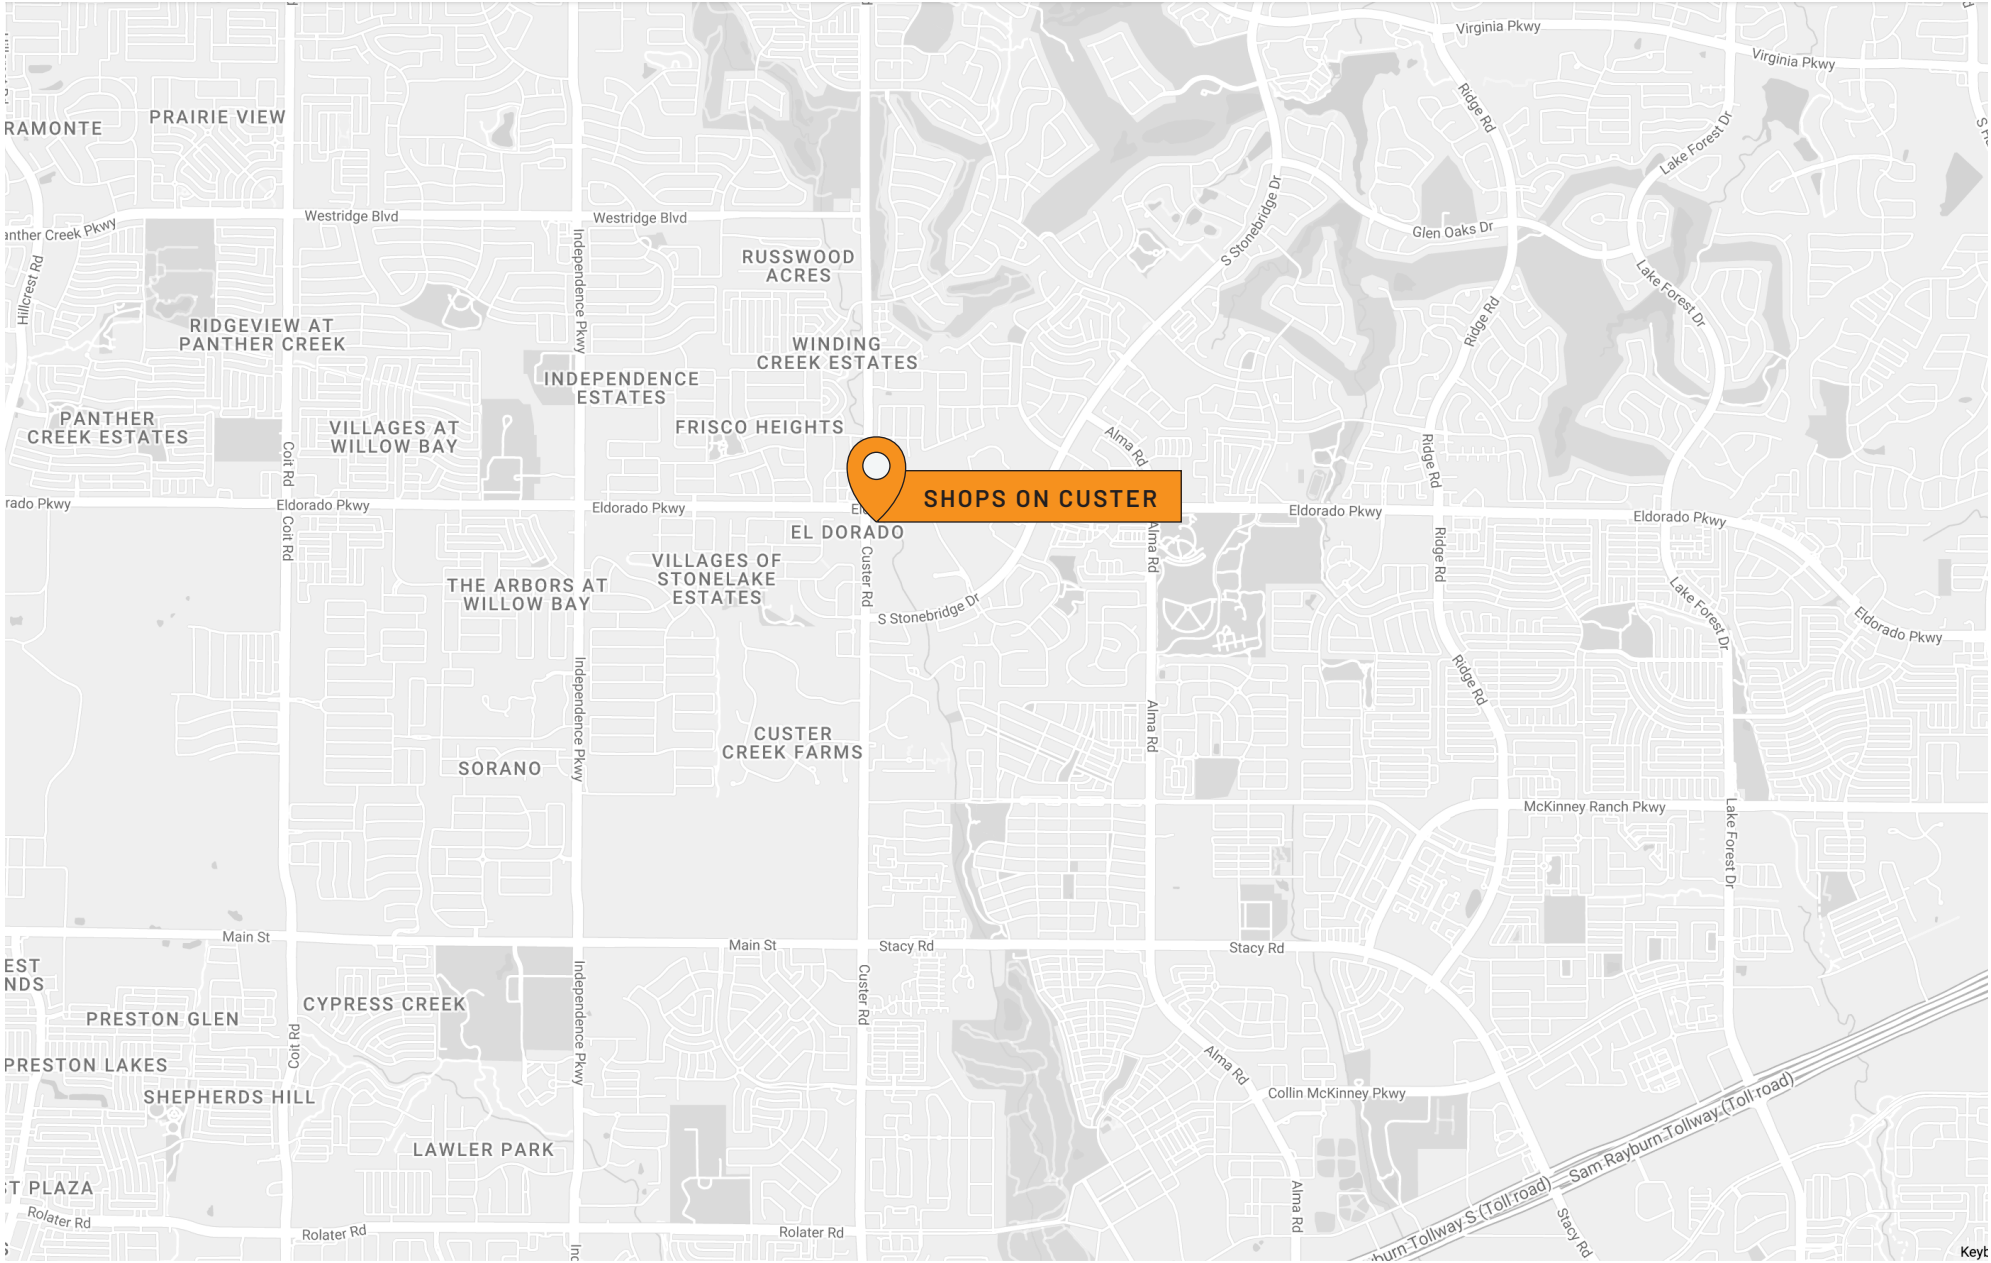 Virginia Pkwy
Virginia Pkwy
PRAIRIE VIEW
RAMONTE
Ridge Rd
Lake Forest Dr
Westridge Blvd
Westridge Blvd
anther Creek Pkwy
S Stonebridge Dr
Glen Oaks Dr
Hillcrest Rd
Independence Pkwy
RUSSWOOD
ACRES
Lake Forest Dr
Ridge Rd
RIDGEVIEW AT
PANTHER CREEK
WINDING
CREEK ESTATES
INDEPENDENCE
ESTATES
PANTHER
CREEK ESTATES
VILLAGES AT
WILLOW BAY
FRISCO HEIGHTS
Alma Rd
Coit Rd
Ridge Rd
SHOPS ON CUSTER
rado Pkwy
Eldorado Pkwy
Eldorado Pkwy
El
Eldorado Pkwy
Eldorado Pkwy
EL DORADO
Coit Rd
Custer Rd
Alma Rd
Ridge Rd
VILLAGES OF
STONELAKE
ESTATES
THE ARBORS AT
WILLOW BAY
S Stonebridge Dr
Lake Forest Dr
Eldorado Pkwy
Independence Pkwy
Ridge Rd
Alma Rd
CUSTER
CREEK FARMS
SORANO
McKinney Ranch Pkwy
Lake Forest Dr
Main St
Main St
Stacy Rd
Stacy Rd
EST
NDS
CYPRESS CREEK
Independence Pkwy
Custer Rd
PRESTON GLEN
Coit Rd
PRESTON LAKES
Alma Rd
Collin McKinney Pkwy
SHEPHERDS HILL
LAWLER PARK
Sam Rayburn Tollway (Toll road)
ST PLAZA
burn Tollway S (Toll road)
Alma Rd
Stacy Rd
Rolater Rd
Rolater Rd
Rolater Rd
Keyb